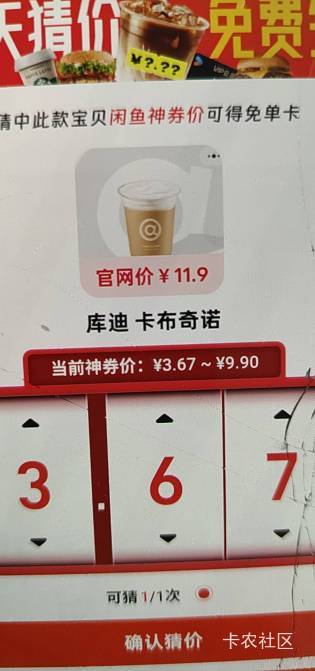 天猜价
免费
¥?.??
猜中此款宝贝闲鱼神券价可得免单卡
@
官网价¥11.9
库迪 卡布奇诺
当前神券价：¥3.67 ~ ¥9.90
3 6 7
可猜1/1次
确认猜价
卡农社区